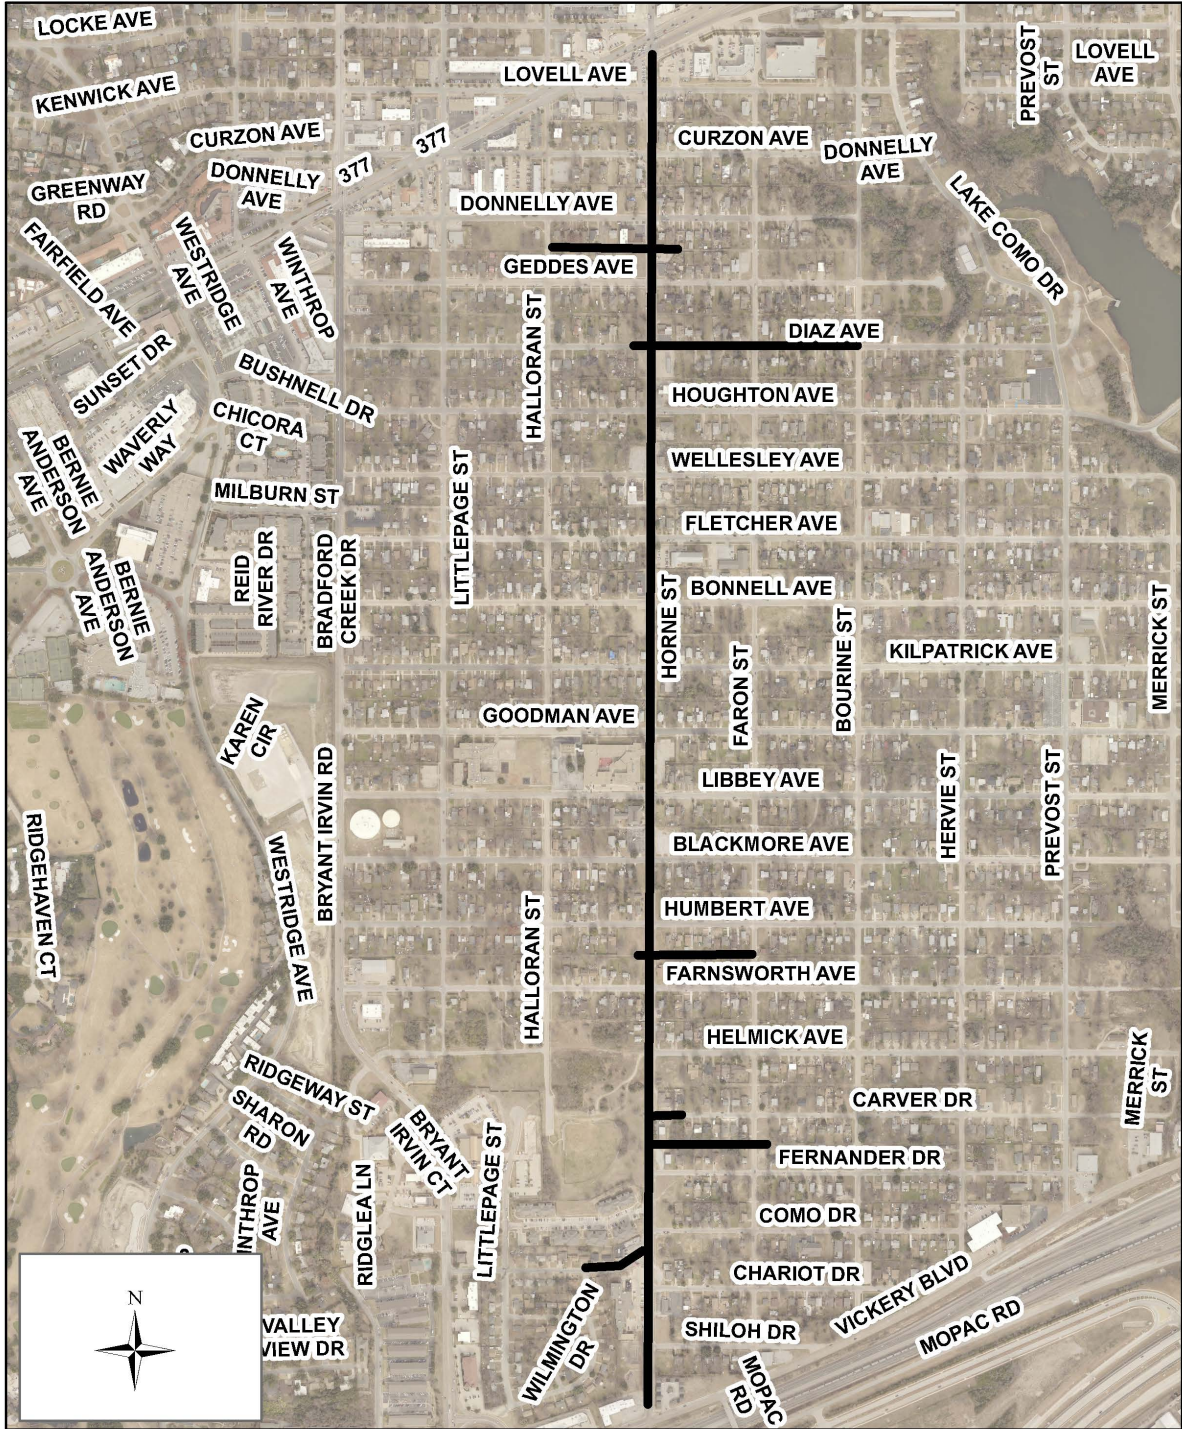 LOCKE AVE
LOVELL AVE
PREVOST
ST
LOVELL
AVE
KENWICK AVE
CURZON AVE
377
377
CURZON AVE
DONNELLY
AVE
GREENWAY
RD
DONNELLY
AVE
DONNELLY AVE
LAKE COMO DR
FAIRFIELD AVE
WESTRIDGE
AVE
WINTHROP
AVE
GEDDES AVE
HALLORAN ST
DIAZ AVE
SUNSET DR
BUSHNELL DR
HOUGHTON AVE
WAVERLY
WAY
CHICORA
CT
BERNIE
ANDERSON
AVE
WELLESLEY AVE
MILBURN ST
LITTLEPAGE ST
FLETCHER AVE
REID
RIVER DR
BRADFORD
CREEK DR
BERNIE
ANDERSON
AVE
BONNELL AVE
HORNE ST
MERRICK ST
FARON ST
BOURINE ST
KILPATRICK AVE
KAREN
CIR
GOODMAN AVE
BRYANT IRVIN RD
LIBBEY AVE
HERVIE ST
PREVOST ST
RIDGEHAVEN CT
WESTRIDGE AVE
BLACKMORE AVE
HALLORAN ST
HUMBERT AVE
FARNSWORTH AVE
HELMICK AVE
MERRICK
ST
RIDGEWAY ST
SHARON
RD
CARVER DR
BRYANT
IRVIN CT
LITTLEPAGE ST
FERNANDER DR
INTHROP
AVE
RIDGLEA LN
COMO DR
CHARIOT DR
VICKERY BLVD
MOPAC RD
N
VALLEY
VIEW DR
WILMINGTON
DR
SHILOH DR
MOPAC
RD